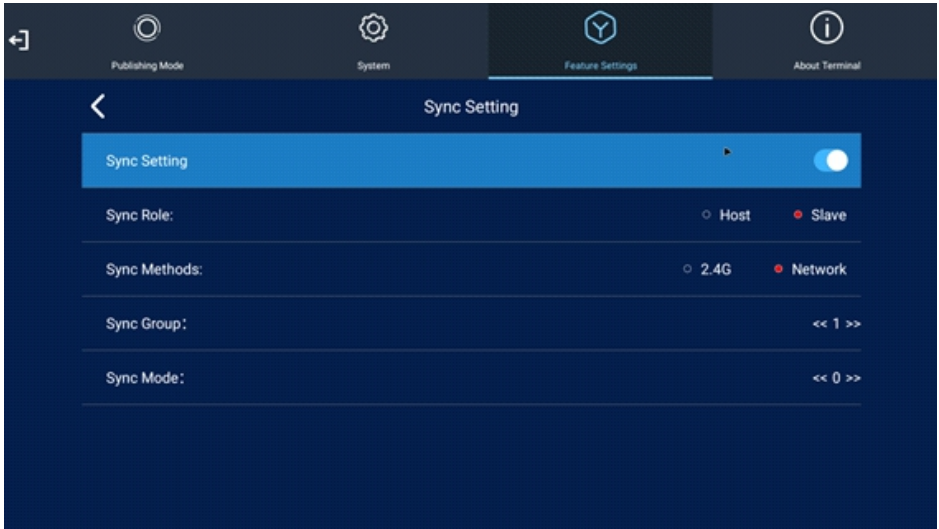 Publishing Mode System Feature Settings About Terminal
Sync Setting
Sync Setting
Sync Role: Host Slave
Sync Methods: 2.4G Network
Sync Group: << 1 >>
Sync Mode: << 0 >>